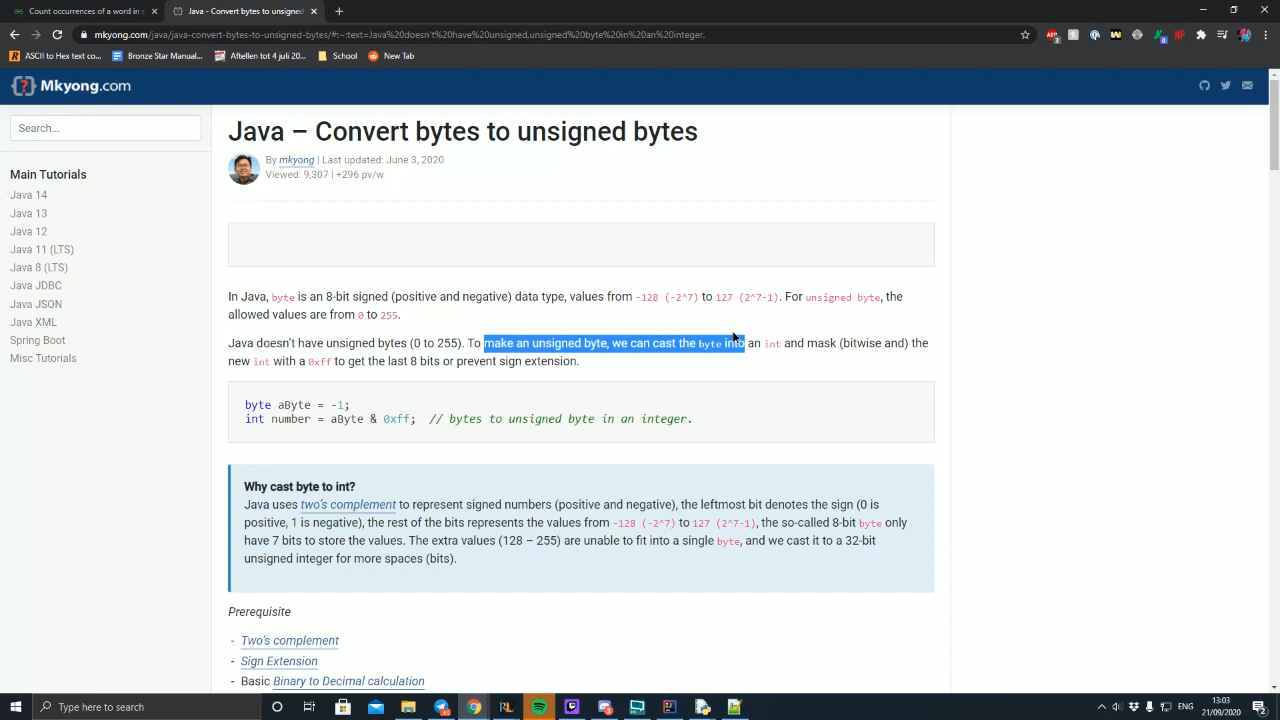 Count occurrences of a word in s
Java - Convert bytes to unsigned
mkyong.com/java/java-convert-bytes-to-unsigned-bytes/#:~:text=Java%20doesn't%20have%20unsigned,unsigned%20byte%20in%20an%20integer.
ASCII to Hex text co...
Bronze Star Manual...
Aftellen tot 4 juli 20...
School
New Tab
Mkyong.com
Search...
Main Tutorials
Java 14
Java 13
Java 12
Java 11 (LTS)
Java 8 (LTS)
Java JDBC
Java JSON
Java XML
Spring Boot
Misc Tutorials
Java – Convert bytes to unsigned bytes
By mkyong | Last updated: June 3, 2020
Viewed: 9,307 | +296 pv/w
In Java, byte is an 8-bit signed (positive and negative) data type, values from -128 (-2^7) to 127 (2^7-1). For unsigned byte, the
allowed values are from 0 to 255.
Java doesn't have unsigned bytes (0 to 255). To make an unsigned byte, we can cast the byte into an int and mask (bitwise and) the
new int with a 0xff to get the last 8 bits or prevent sign extension.
byte aByte = -1;
int number = aByte & 0xff;  // bytes to unsigned byte in an integer.
Why cast byte to int?
Java uses two's complement to represent signed numbers (positive and negative), the leftmost bit denotes the sign (0 is
positive, 1 is negative), the rest of the bits represents the values from -128 (-2^7) to 127 (2^7-1), the so-called 8-bit byte only
have 7 bits to store the values. The extra values (128 – 255) are unable to fit into a single byte, and we cast it to a 32-bit
unsigned integer for more spaces (bits).
Prerequisite
- Two's complement
- Sign Extension
- Basic Binary to Decimal calculation
Type here to search
ENG
13:03
21/09/2020